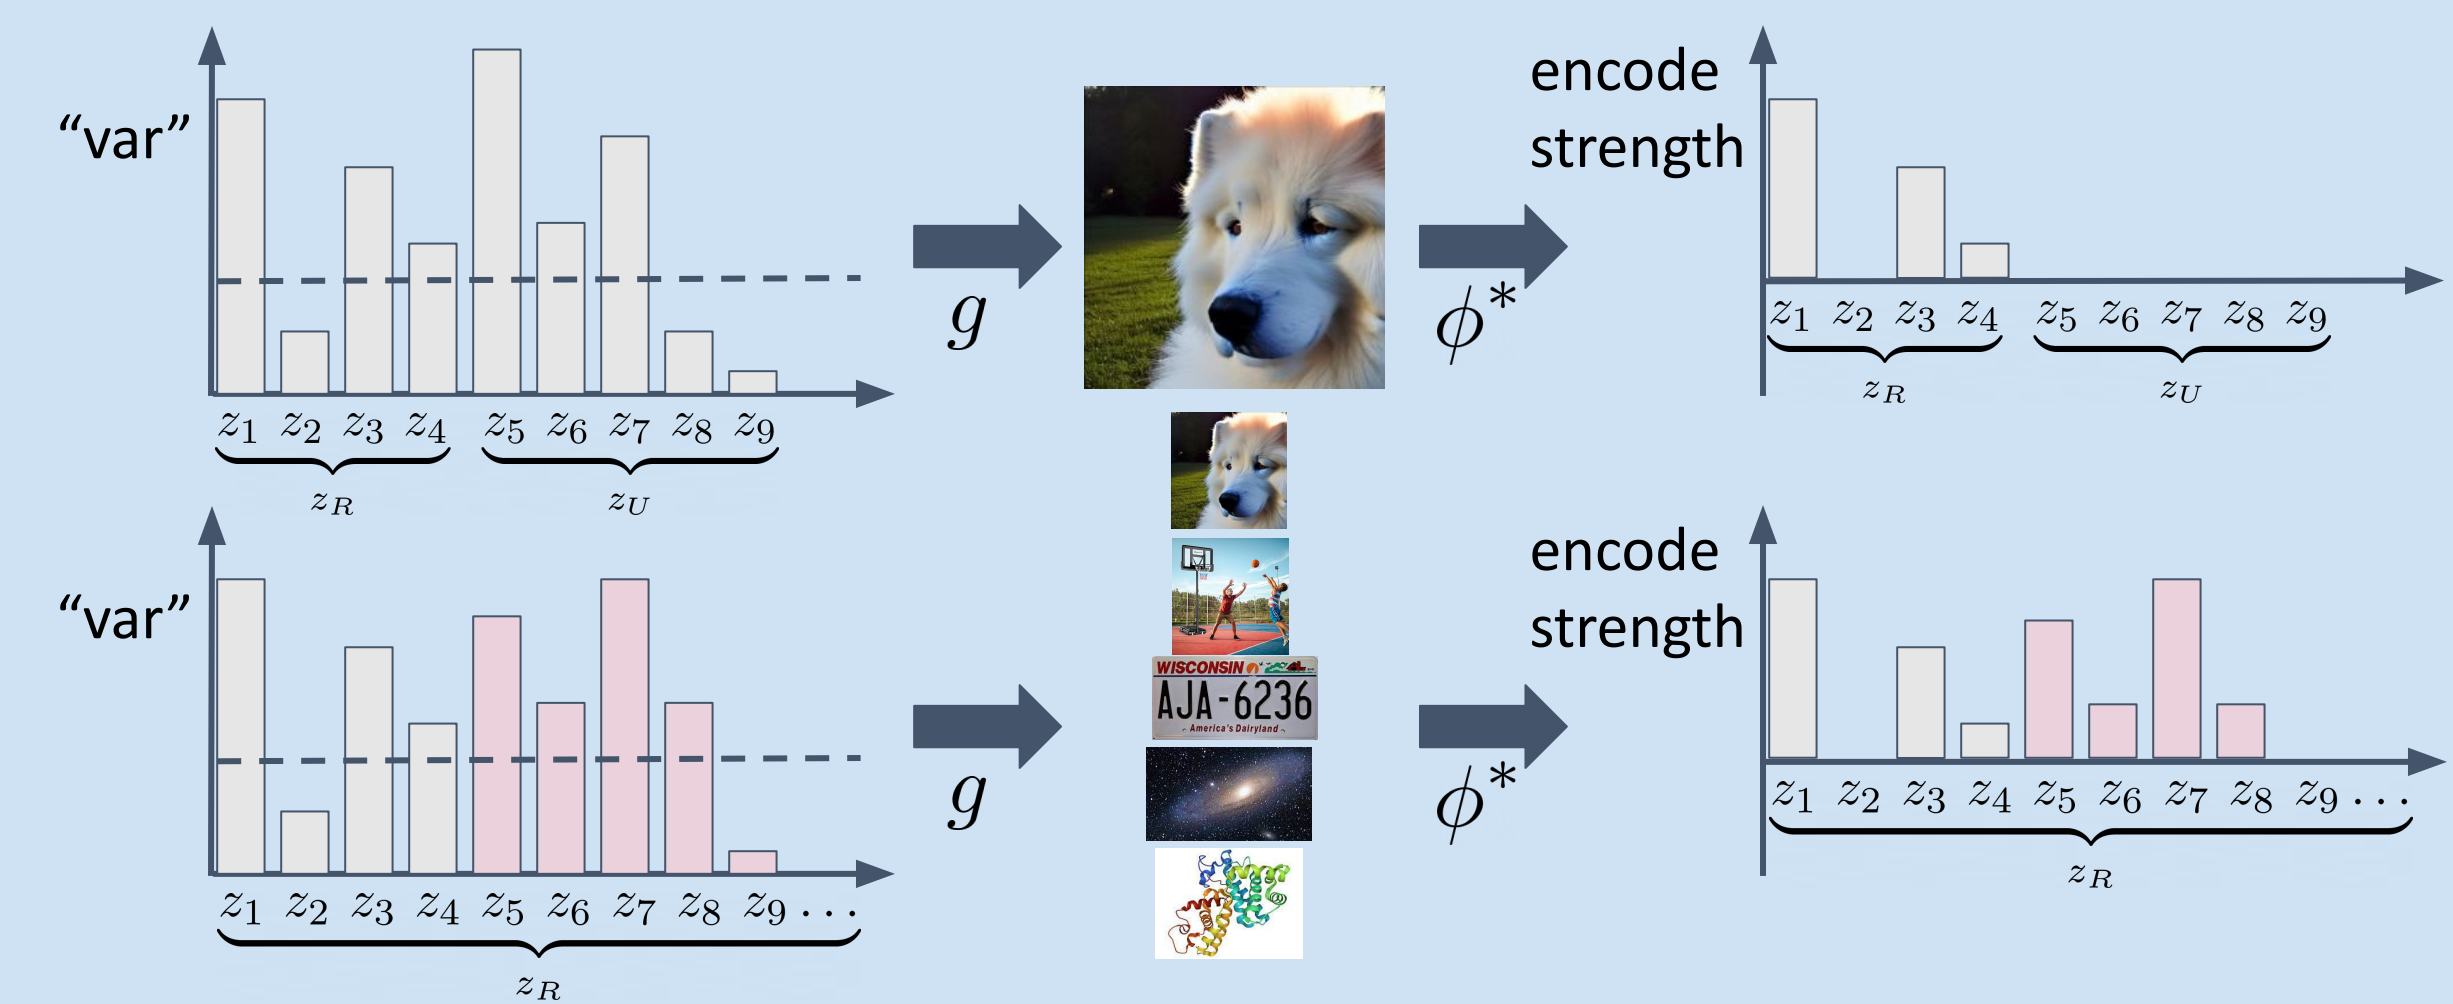 “var”
z1 z2 z3 z4 z5 z6 z7 z8 z9
zR zU
g
ϕ*
encode
strength
z1 z2 z3 z4 z5 z6 z7 z8 z9
zR zU
“var”
z1 z2 z3 z4 z5 z6 z7 z8 z9 ...
zR
g
WISCONSIN
AJA-6236
America's Dairyland
ϕ*
encode
strength
z1 z2 z3 z4 z5 z6 z7 z8 z9 ...
zR